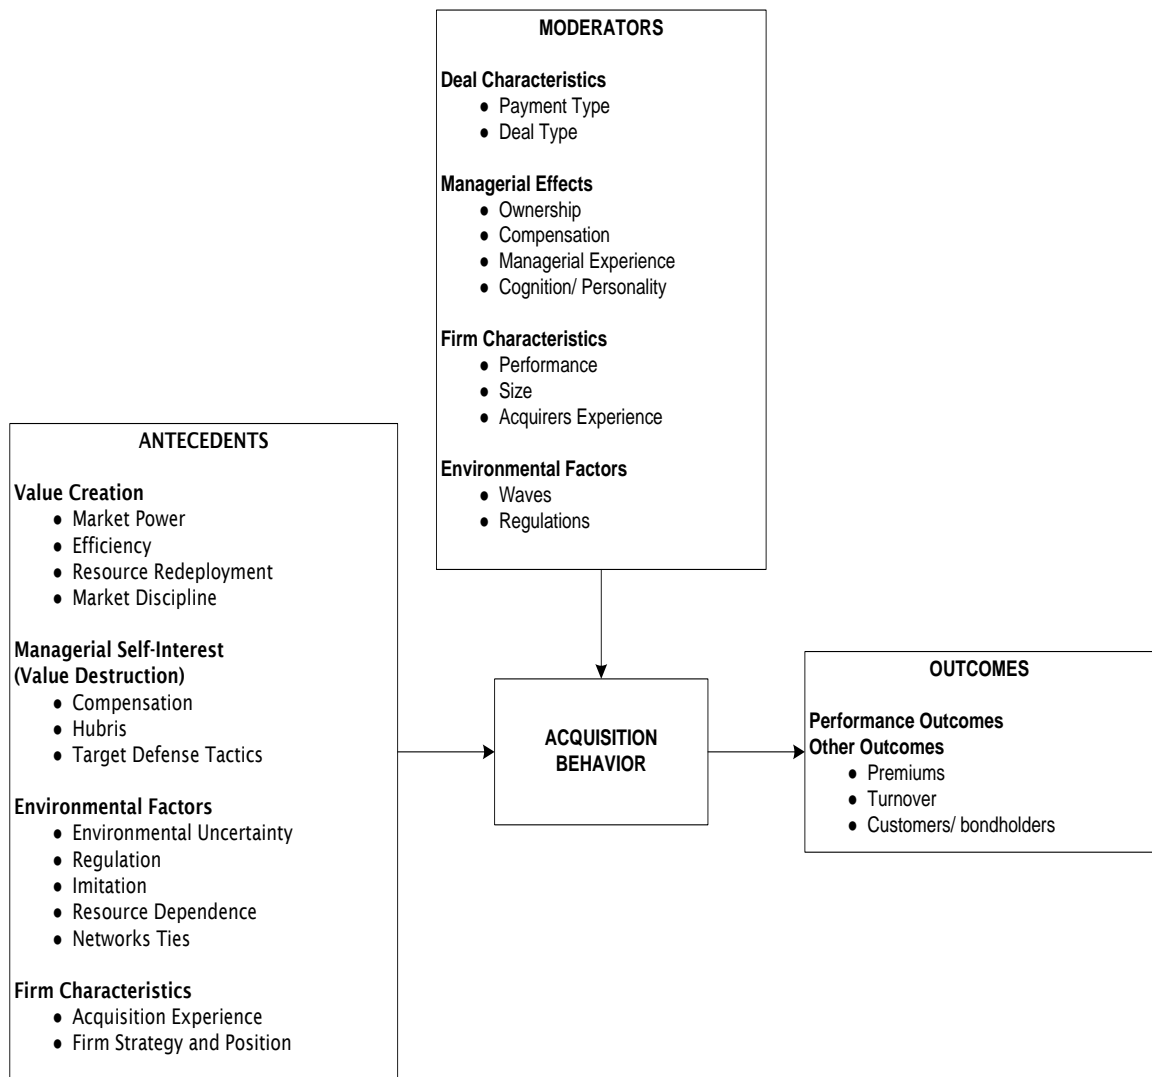 MODERATORS
Deal Characteristics
● Payment Type
● Deal Type
Managerial Effects
● Ownership
● Compensation
● Managerial Experience
● Cognition/ Personality
Firm Characteristics
● Performance
● Size
● Acquirers Experience
Environmental Factors
● Waves
● Regulations
ANTECEDENTS
Value Creation
● Market Power
● Efficiency
● Resource Redeployment
● Market Discipline
Managerial Self-Interest
(Value Destruction)
● Compensation
● Hubris
● Target Defense Tactics
Environmental Factors
● Environmental Uncertainty
● Regulation
● Imitation
● Resource Dependence
● Networks Ties
Firm Characteristics
● Acquisition Experience
● Firm Strategy and Position
ACQUISITION
BEHAVIOR
OUTCOMES
Performance Outcomes
Other Outcomes
● Premiums
● Turnover
● Customers/ bondholders